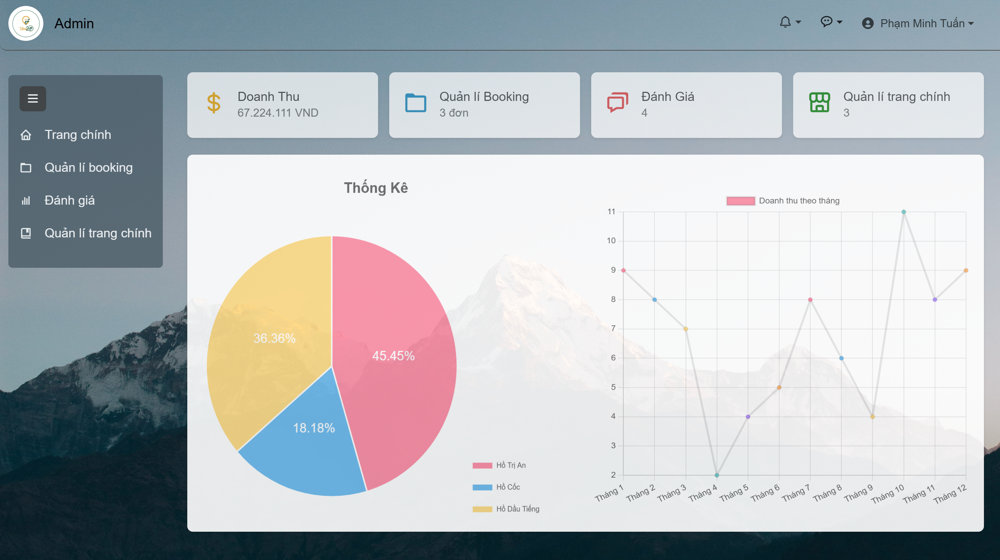 View24
Admin
Phạm Minh Tuấn
Trang chính
Quản lí booking
Đánh giá
Quản lí trang chính
Doanh Thu
67.224.111 VND
Quản lí Booking
3 đơn
Đánh Giá
4
Quản lí trang chính
3
Thống Kê
36.36%
45.45%
18.18%
Hồ Trị An
Hồ Cốc
Hồ Dầu Tiếng
Doanh thu theo tháng
11
10
9
8
7
6
5
4
3
2
Tháng 1
Tháng 2
Tháng 3
Tháng 4
Tháng 5
Tháng 6
Tháng 7
Tháng 8
Tháng 9
Tháng 10
Tháng 11
Tháng 12